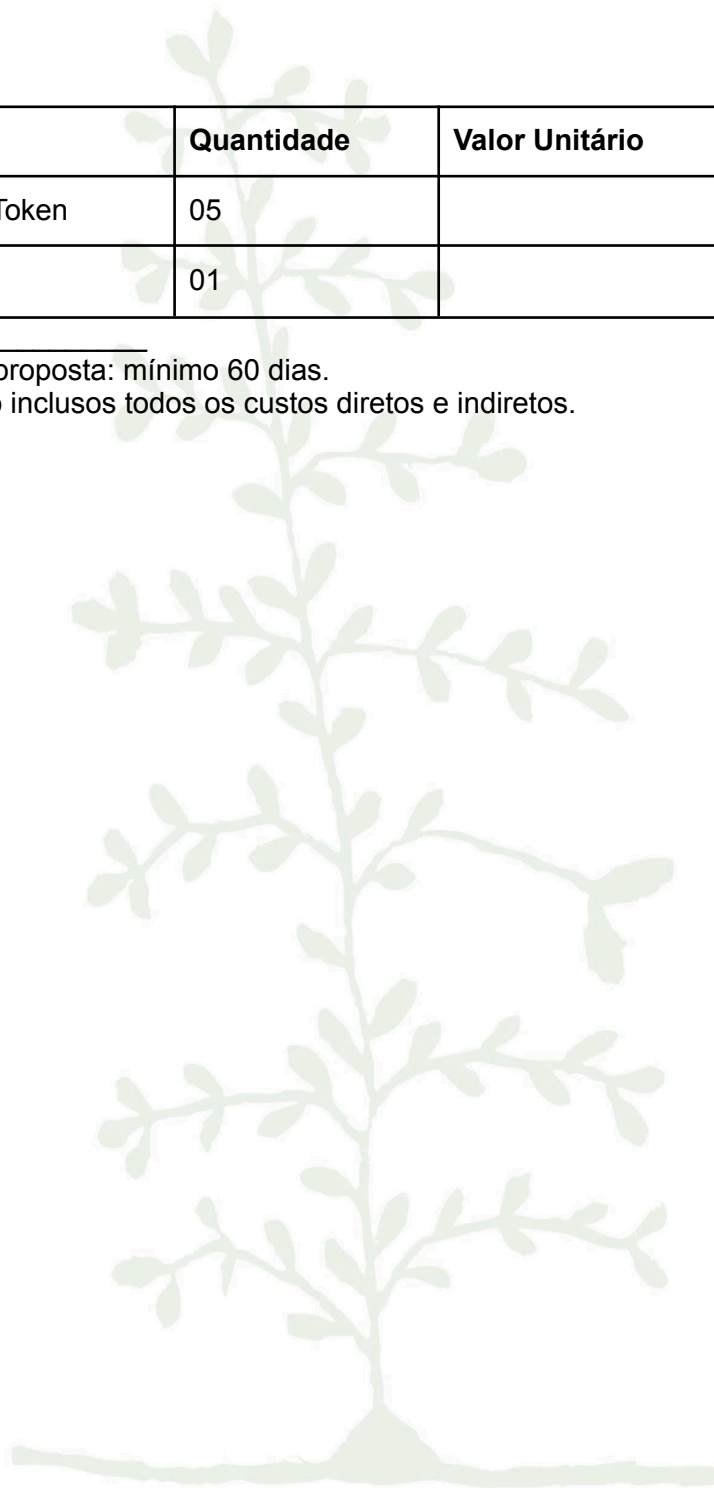 Quantidade Valor Unitário
Token 05
01
proposta: mínimo 60 dias.
inclusos todos os custos diretos e indiretos.